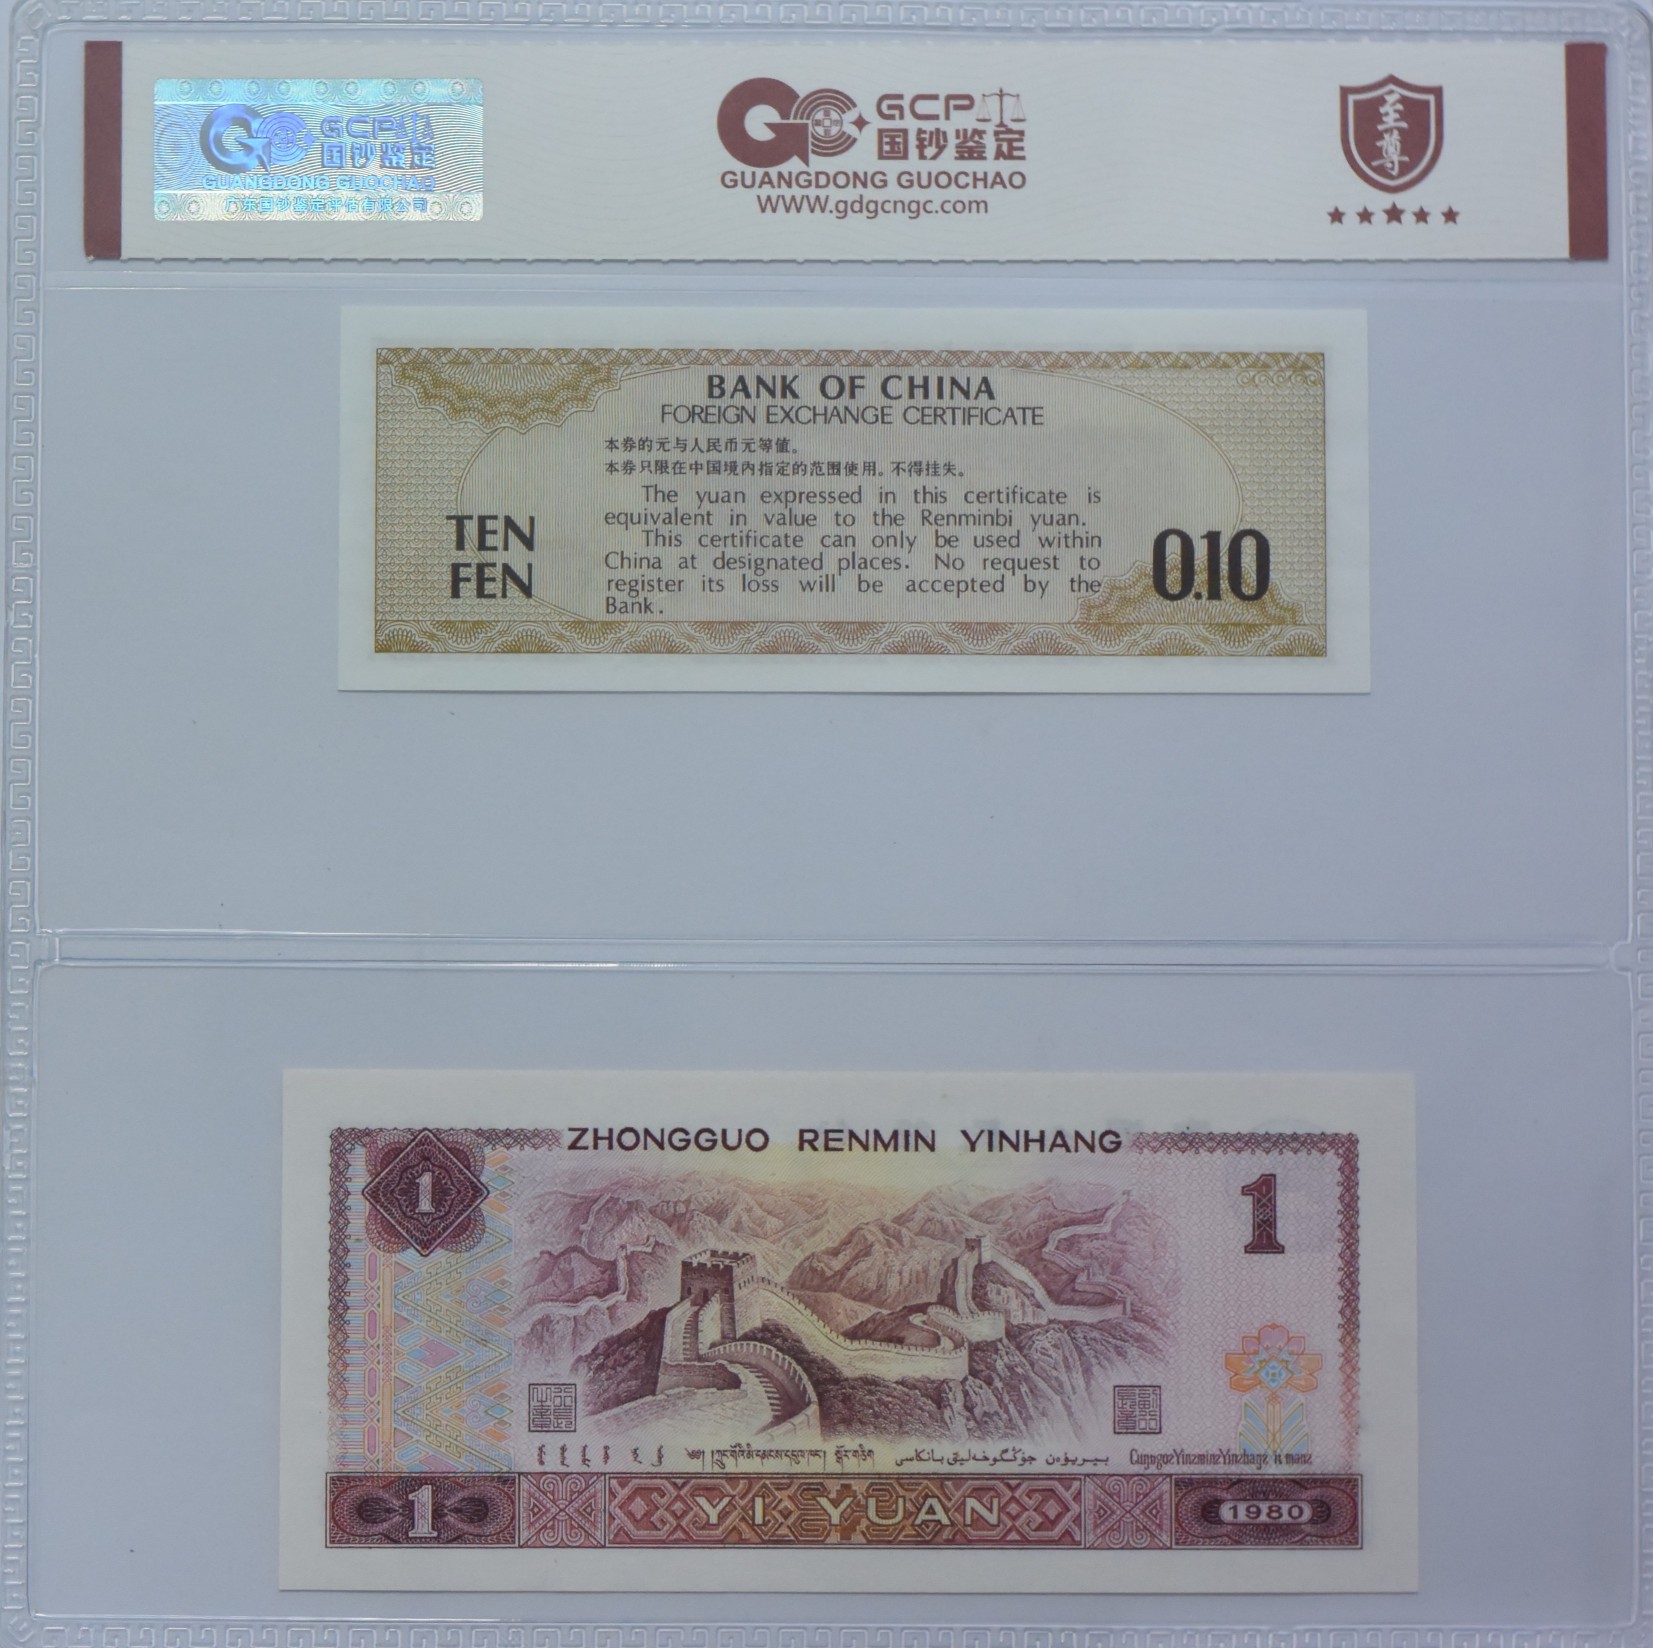 GCP
国钞鉴定
GUANGDONG GUOCHAO
广东国钞鉴定评估有限公司
GCP
国钞鉴定
GUANGDONG GUOCHAO
WWW.gdgcngc.com
至尊
BANK OF CHINA
FOREIGN EXCHANGE CERTIFICATE
本券的元与人民币元等值。
本券只限在中国境内指定的范围使用。不得挂失。
The yuan expressed in this certificate is
equivalent in value to the Renminbi yuan.
This certificate can only be used within
China at designated places. No request to
register its loss will be accepted by the
Bank.
TEN
FEN
0.10
ZHONGGUO RENMIN YINHANG
1
1
1
YI YUAN
1980